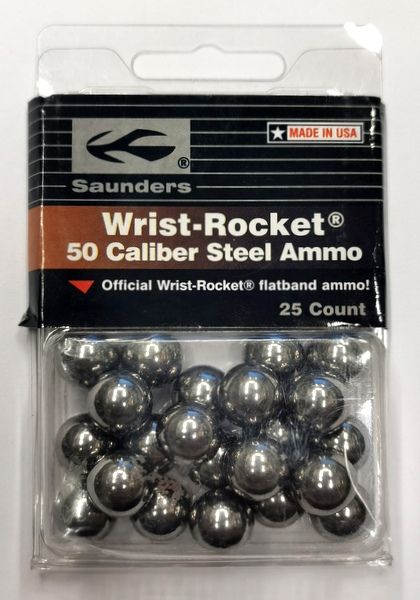 MADE IN USA
®
Saunders
Wrist-Rocket®
50 Caliber Steel Ammo
Official Wrist-Rocket® flatband ammo!
25 Count